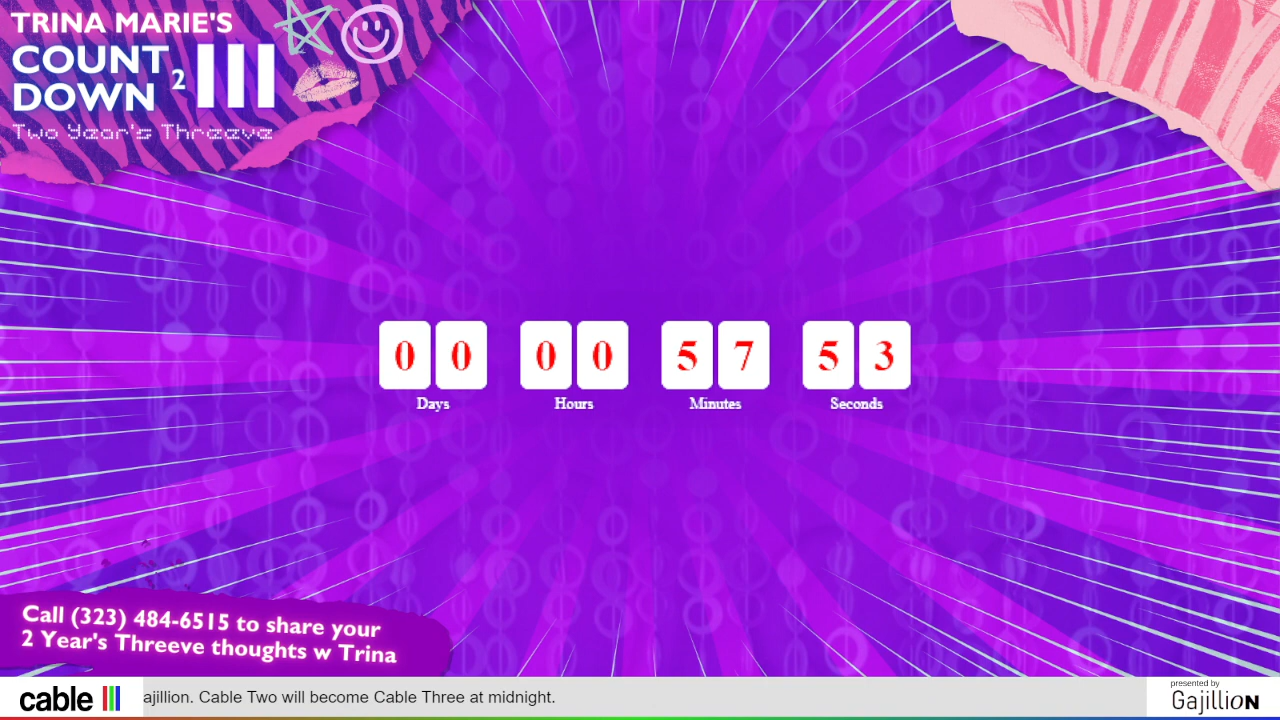 TRINA MARIE'S
COUNT
DOWN 2 III
Two Year's Threeve
0 0 0 0 5 7 5 3
Days Hours Minutes Seconds
Call (323) 484-6515 to share your
2 Year's Threeve thoughts w Trina
cable ajillion. Cable Two will become Cable Three at midnight.
presented by
Gajillion